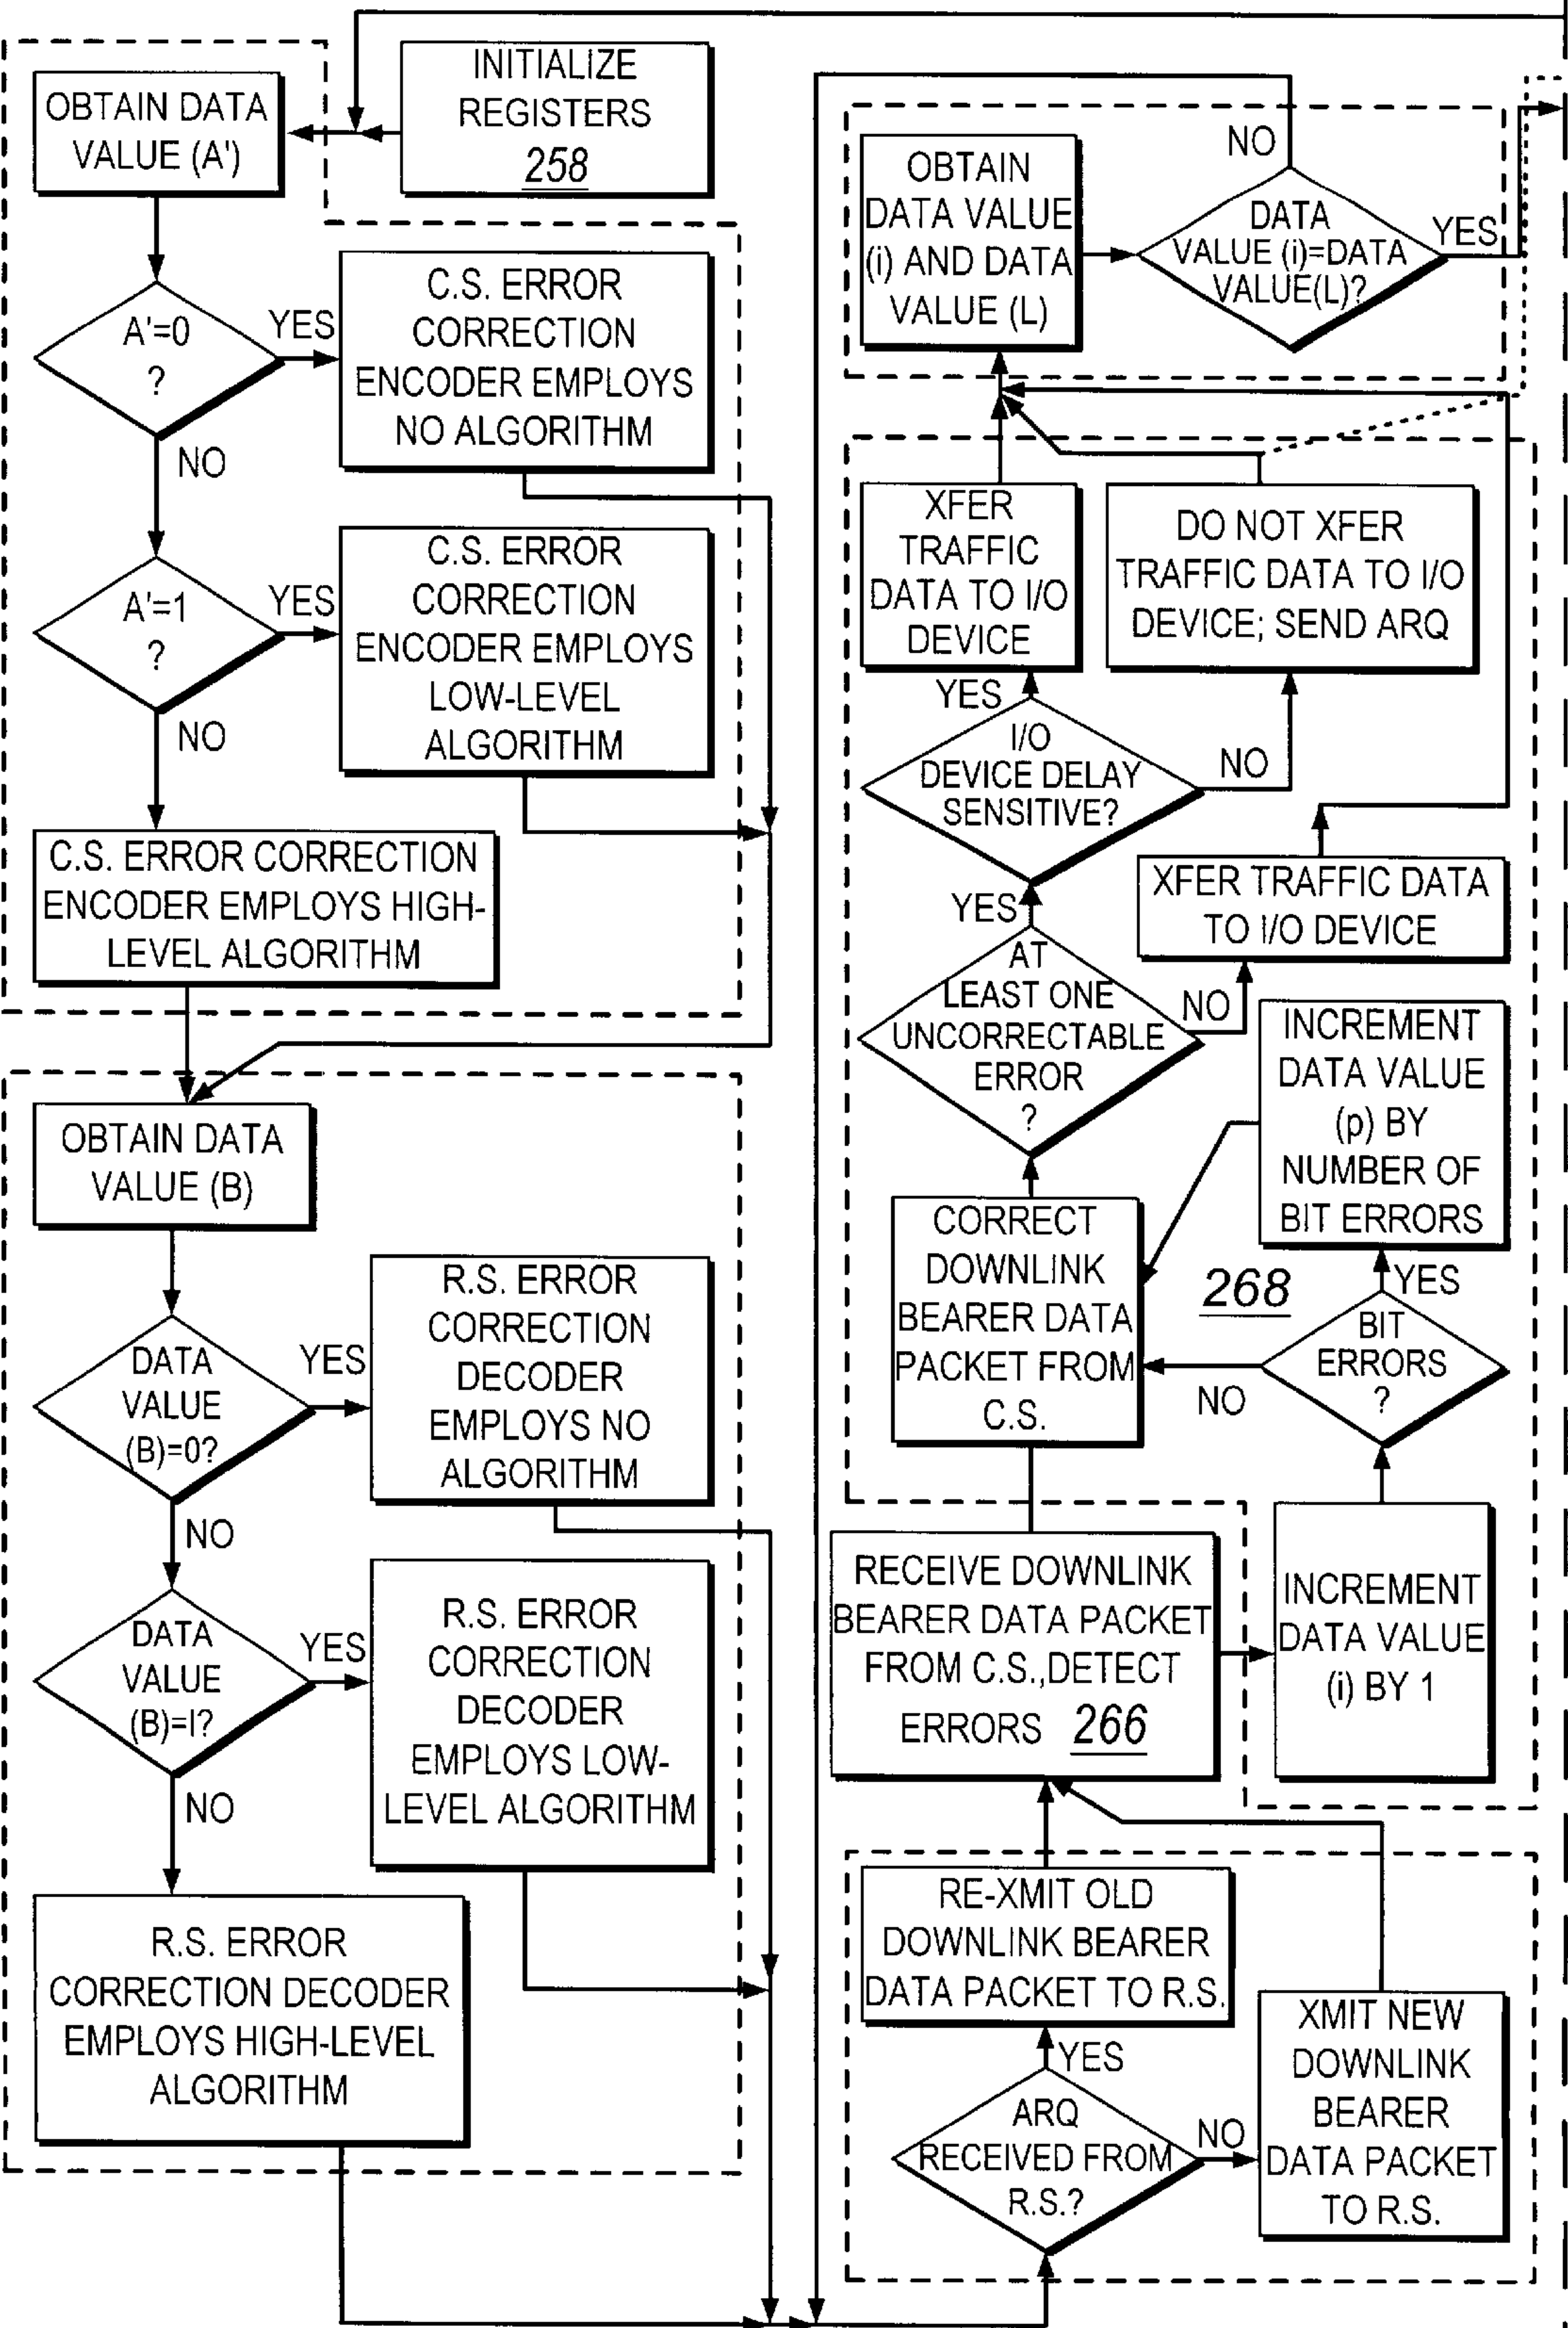 INITIALIZE
REGISTERS
258
OBTAIN DATA
VALUE (A')
A'=0
?
YES
NO
C.S. ERROR
CORRECTION
ENCODER EMPLOYS
NO ALGORITHM
A'=1
?
YES
NO
C.S. ERROR
CORRECTION
ENCODER EMPLOYS
LOW-LEVEL
ALGORITHM
C.S. ERROR CORRECTION
ENCODER EMPLOYS HIGH-
LEVEL ALGORITHM
OBTAIN DATA
VALUE (B)
DATA
VALUE
(B)=0?
YES
NO
R.S. ERROR
CORRECTION
DECODER
EMPLOYS NO
ALGORITHM
DATA
VALUE
(B)=I?
YES
NO
R.S. ERROR
CORRECTION
DECODER
EMPLOYS LOW-
LEVEL ALGORITHM
R.S. ERROR
CORRECTION DECODER
EMPLOYS HIGH-LEVEL
ALGORITHM
OBTAIN
DATA VALUE
(i) AND DATA
VALUE (L)
NO
DATA
VALUE (i)=DATA
VALUE(L)?
YES
XFER
TRAFFIC
DATA TO I/O
DEVICE
DO NOT XFER
TRAFFIC DATA TO I/O
DEVICE; SEND ARQ
YES
I/O
DEVICE DELAY
SENSITIVE?
NO
XFER TRAFFIC DATA
TO I/O DEVICE
YES
AT
LEAST ONE
UNCORRECTABLE
ERROR
?
NO
INCREMENT
DATA VALUE
(p) BY
NUMBER OF
BIT ERRORS
CORRECT
DOWNLINK
BEARER DATA
PACKET FROM
C.S.
268
YES
BIT
ERRORS
?
NO
RECEIVE DOWNLINK
BEARER DATA PACKET
FROM C.S.,DETECT
ERRORS 266
INCREMENT
DATA VALUE
(i) BY 1
RE-XMIT OLD
DOWNLINK BEARER
DATA PACKET TO R.S.
YES
ARQ
RECEIVED FROM
R.S.?
NO
XMIT NEW
DOWNLINK
BEARER
DATA PACKET
TO R.S.